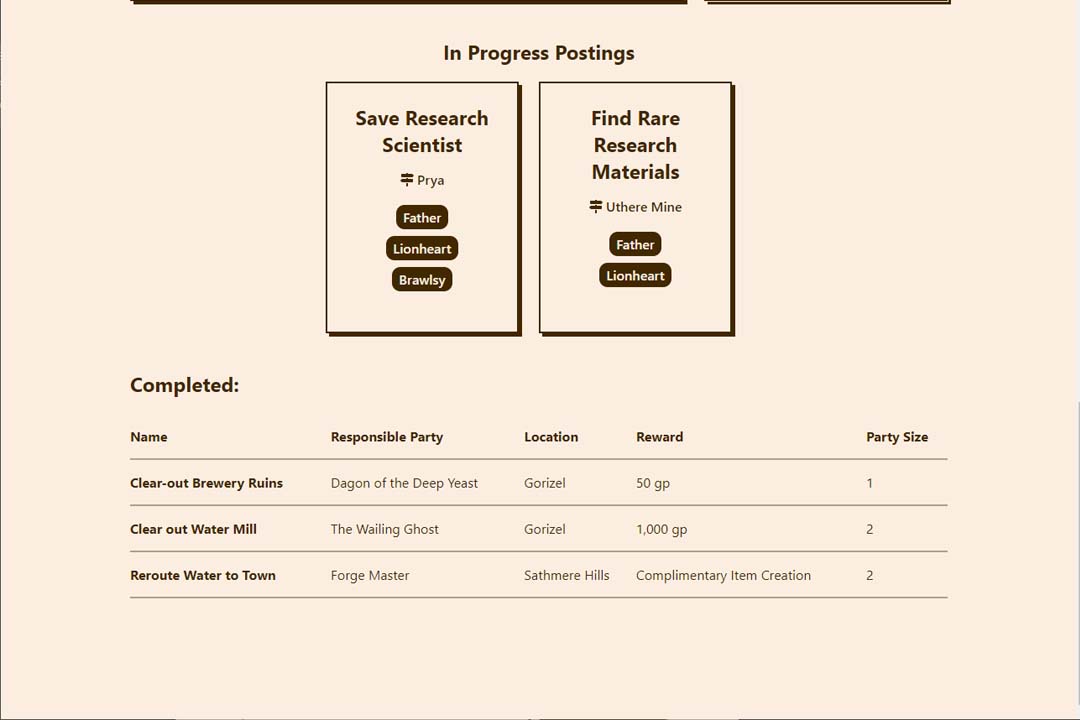 In Progress Postings
Save Research
Scientist
Prya
Father
Lionheart
Brawlsy
Find Rare
Research
Materials
Uthere Mine
Father
Lionheart
Completed:
Name Responsible Party Location Reward Party Size
Clear-out Brewery Ruins Dagon of the Deep Yeast Gorizel 50 gp 1
Clear out Water Mill The Wailing Ghost Gorizel 1,000 gp 2
Reroute Water to Town Forge Master Sathmere Hills Complimentary Item Creation 2